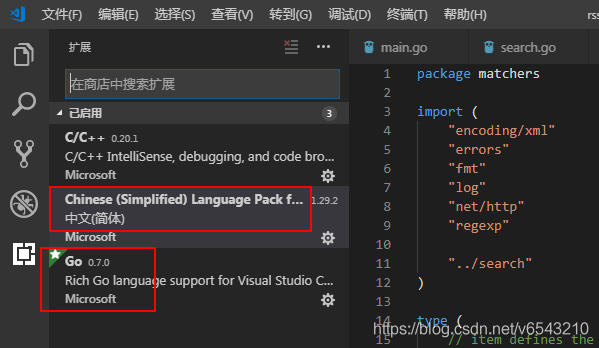 文件(F) 编辑(E) 选择(S) 查看(V) 转到(G) 调试(D) 终端(T) 帮助(H) rss
扩展
main.go search.go
在商店中搜索扩展
已启用 3
C/C++ 0.20.1
C/C++ IntelliSense, debugging, and code bro...
Microsoft
Chinese (Simplified) Language Pack f... 1.29.2
中文(简体)
Microsoft
Go 0.7.0
Rich Go language support for Visual Studio C...
Microsoft
1 package matchers
2
3 import (
4 "encoding/xml"
5 "errors"
6 "fmt"
7 "log"
8 "net/http"
9 "regexp"
10
11 "../search"
12 )
13
14 type (
15 // item defines the
https://blog.csdn.net/v6543210